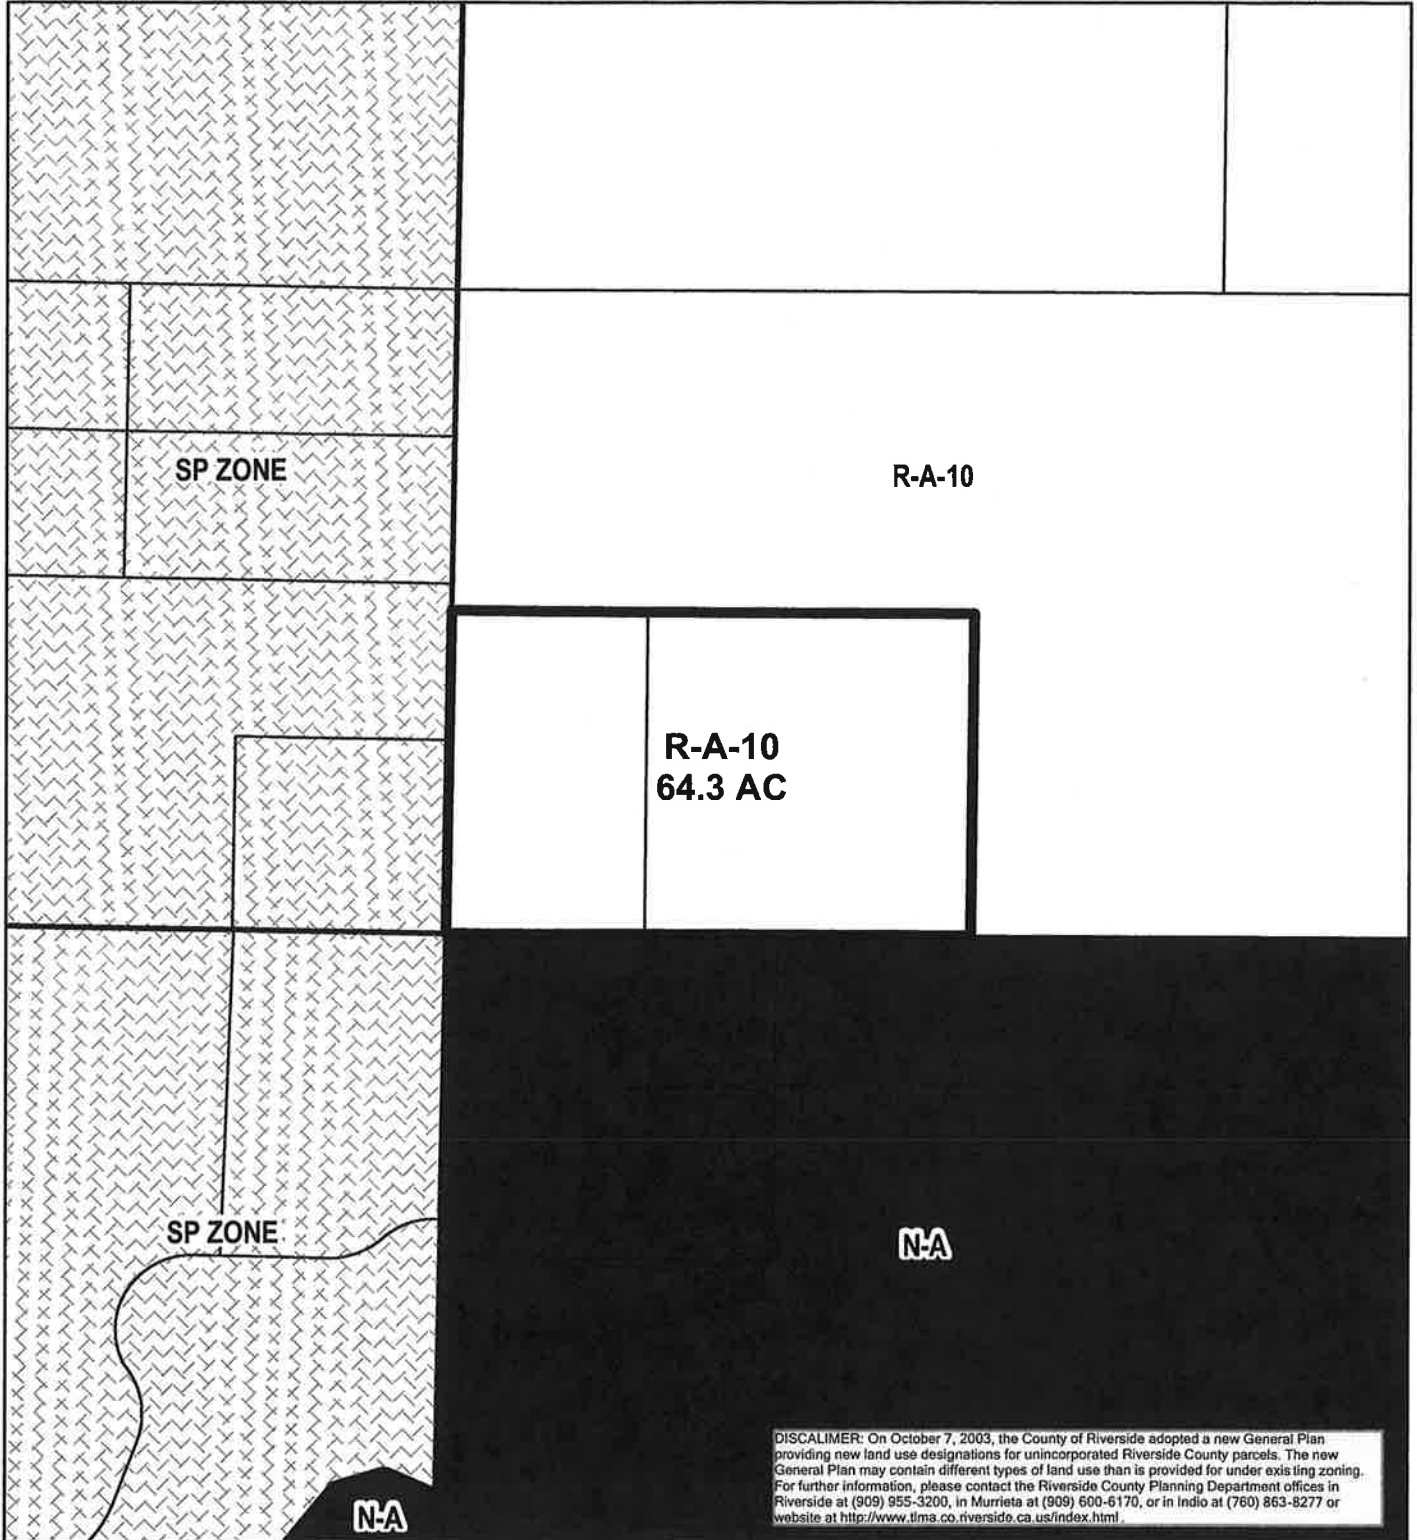 SP ZONE
R-A-10
R-A-10
64.3 AC
SP ZONE
N-A
DISCALIMER: On October 7, 2003, the County of Riverside adopted a new General Plan
providing new land use designations for unincorporated Riverside County parcels. The new
General Plan may contain different types of land use than is provided for under existing zoning.
For further information, please contact the Riverside County Planning Department offices in
Riverside at (909) 955-3200, in Murrieta at (909) 600-6170, or in Indio at (760) 863-8277 or
website at http://www.tlma.co.riverside.ca.us/index.html.
N-A